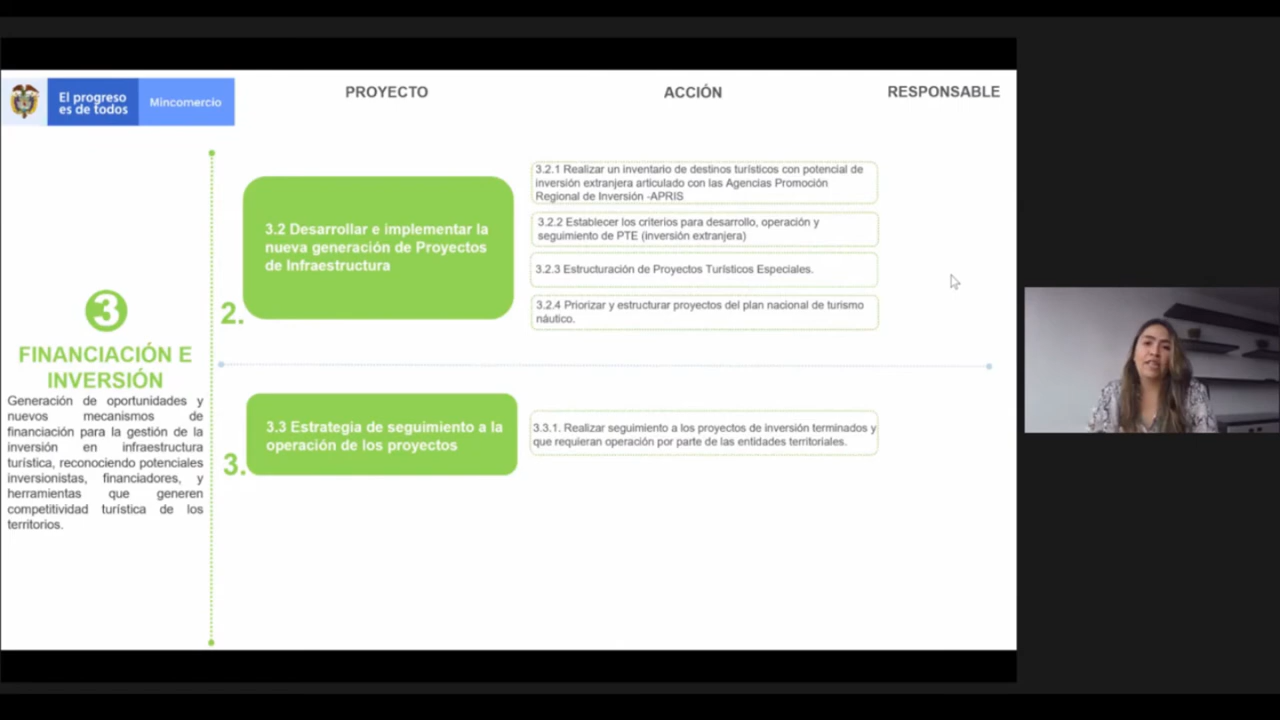 El progreso
es de todos
Mincomercio
PROYECTO
ACCIÓN
RESPONSABLE
3
FINANCIACIÓN E
INVERSIÓN
Generación de oportunidades y
nuevos mecanismos de
financiación para la gestión de la
inversión en infraestructura
turística, reconociendo potenciales
inversionistas, financiadores, y
herramientas que generen
competitividad turística de los
territorios.
2.
3.2 Desarrollar e implementar la
nueva generación de Proyectos
de Infraestructura
3.2.1 Realizar un inventario de destinos turísticos con potencial de
inversión extranjera articulado con las Agencias Promoción
Regional de Inversión -APRIS
3.2.2 Establecer los criterios para desarrollo, operación y
seguimiento de PTE (inversión extranjera)
3.2.3 Estructuración de Proyectos Turísticos Especiales.
3.2.4 Priorizar y estructurar proyectos del plan nacional de turismo
náutico.
3.
3.3 Estrategia de seguimiento a la
operación de los proyectos
3.3.1. Realizar seguimiento a los proyectos de inversión terminados y
que requieran operación por parte de las entidades territoriales.